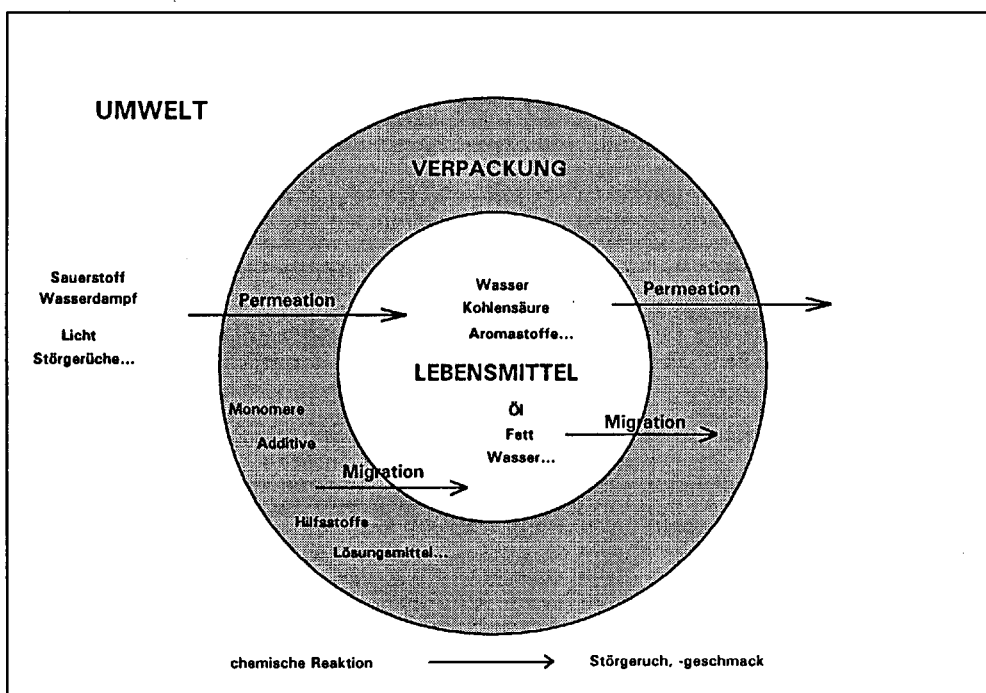 UMWELT
VERPACKUNG
Sauerstoff
Wasserdampf
Licht
Störgerüche...
Permeation
Wasser
Kohlensäure
Aromastoffe...
Permeation
LEBENSMITTEL
Öl
Fett
Wasser...
Migration
Monomere
Additive
Migration
Hilfsstoffe
Lösungsmittel...
chemische Reaktion
Störgeruch, -geschmack